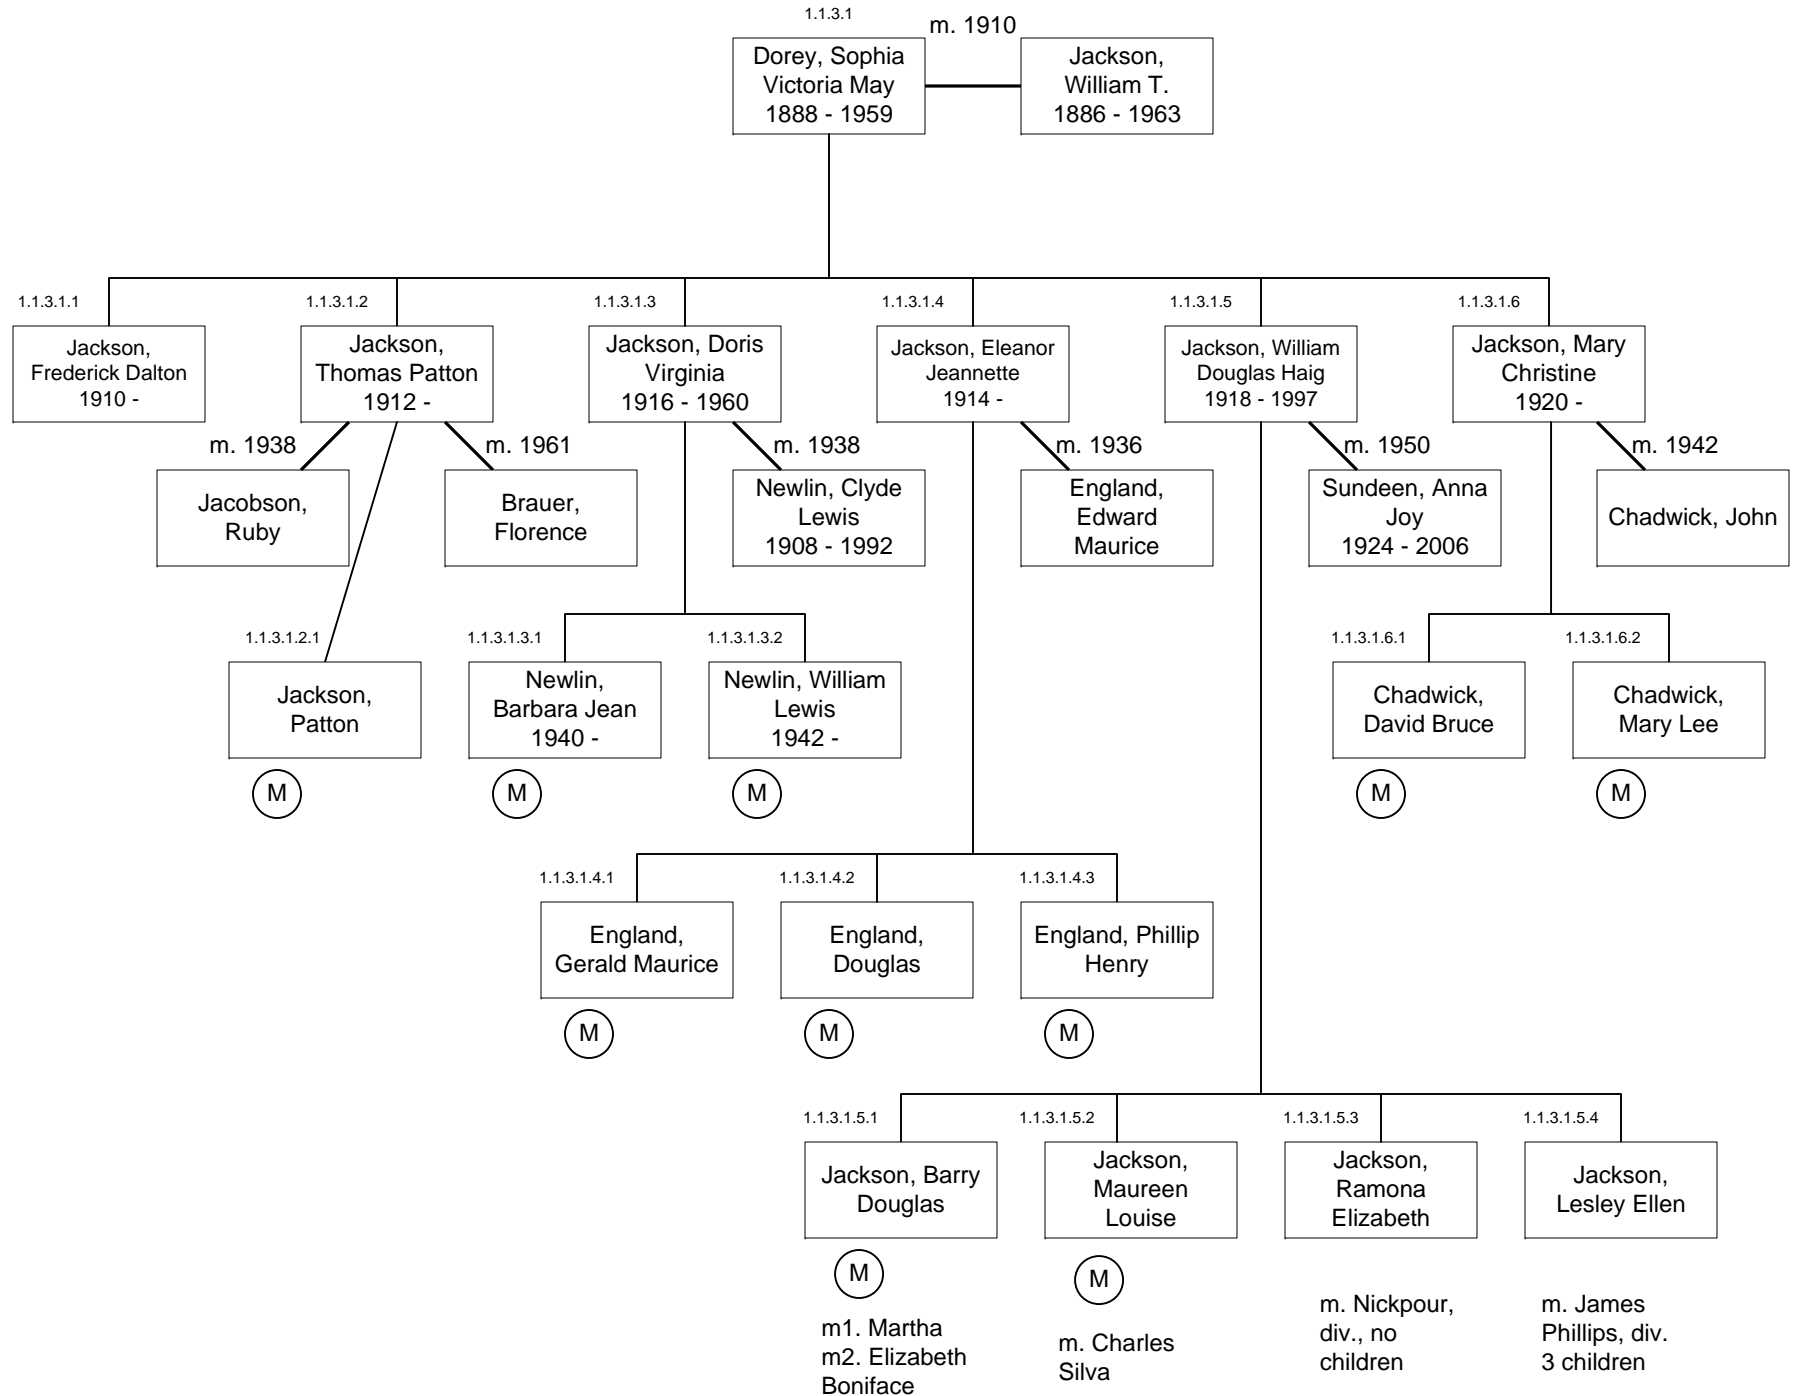 1.1.3.1
m. 1910
Dorey, Sophia
Victoria May
1888 - 1959
Jackson,
William T.
1886 - 1963
1.1.3.1.1
Jackson,
Frederick Dalton
1910 -
1.1.3.1.2
Jackson,
Thomas Patton
1912 -
1.1.3.1.3
Jackson, Doris
Virginia
1916 - 1960
1.1.3.1.4
Jackson, Eleanor
Jeannette
1914 -
1.1.3.1.5
Jackson, William
Douglas Haig
1918 - 1997
1.1.3.1.6
Jackson, Mary
Christine
1920 -
m. 1938
Jacobson,
Ruby
m. 1961
Brauer,
Florence
m. 1938
Newlin, Clyde
Lewis
1908 - 1992
m. 1936
England,
Edward
Maurice
m. 1950
Sundeen, Anna
Joy
1924 - 2006
m. 1942
Chadwick, John
1.1.3.1.2.1
Jackson,
Patton
M
1.1.3.1.3.1
Newlin,
Barbara Jean
1940 -
M
1.1.3.1.3.2
Newlin, William
Lewis
1942 -
M
1.1.3.1.6.1
Chadwick,
David Bruce
M
1.1.3.1.6.2
Chadwick,
Mary Lee
M
1.1.3.1.4.1
England,
Gerald Maurice
M
1.1.3.1.4.2
England,
Douglas
M
1.1.3.1.4.3
England, Phillip
Henry
M
1.1.3.1.5.1
Jackson, Barry
Douglas
M
m1. Martha
m2. Elizabeth
Boniface
1.1.3.1.5.2
Jackson,
Maureen
Louise
M
m. Charles
Silva
1.1.3.1.5.3
Jackson,
Ramona
Elizabeth
m. Nickpour,
div., no
children
1.1.3.1.5.4
Jackson,
Lesley Ellen
m. James
Phillips, div.
3 children